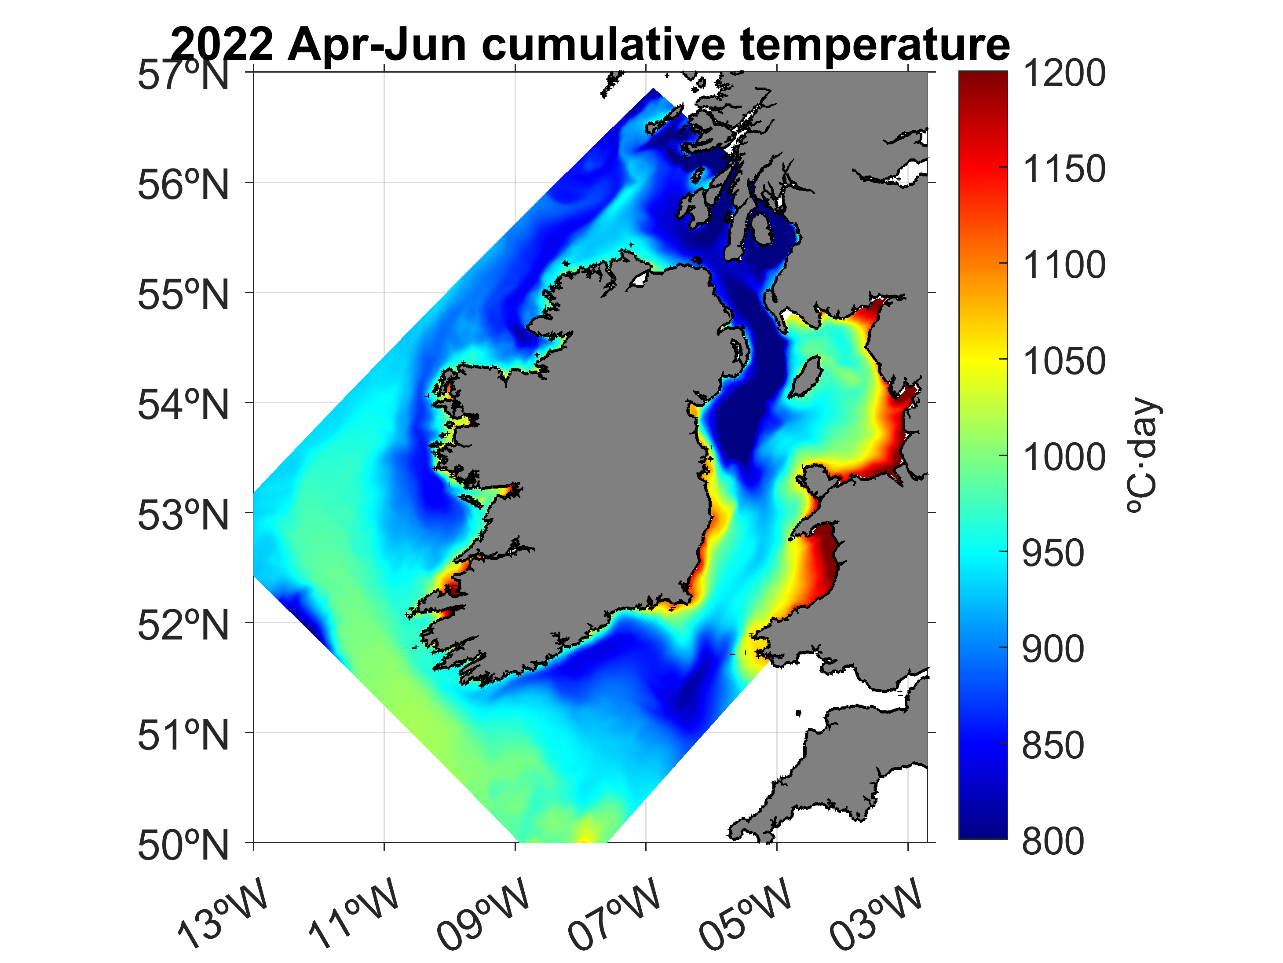 2022 Apr-Jun cumulative temperature
57ºN
56ºN
55ºN
54ºN
53ºN
52ºN
51ºN
50ºN
13ºW
11ºW
09ºW
07ºW
05ºW
03ºW
1200
1150
1100
1050
1000
950
900
850
800
ºC·day